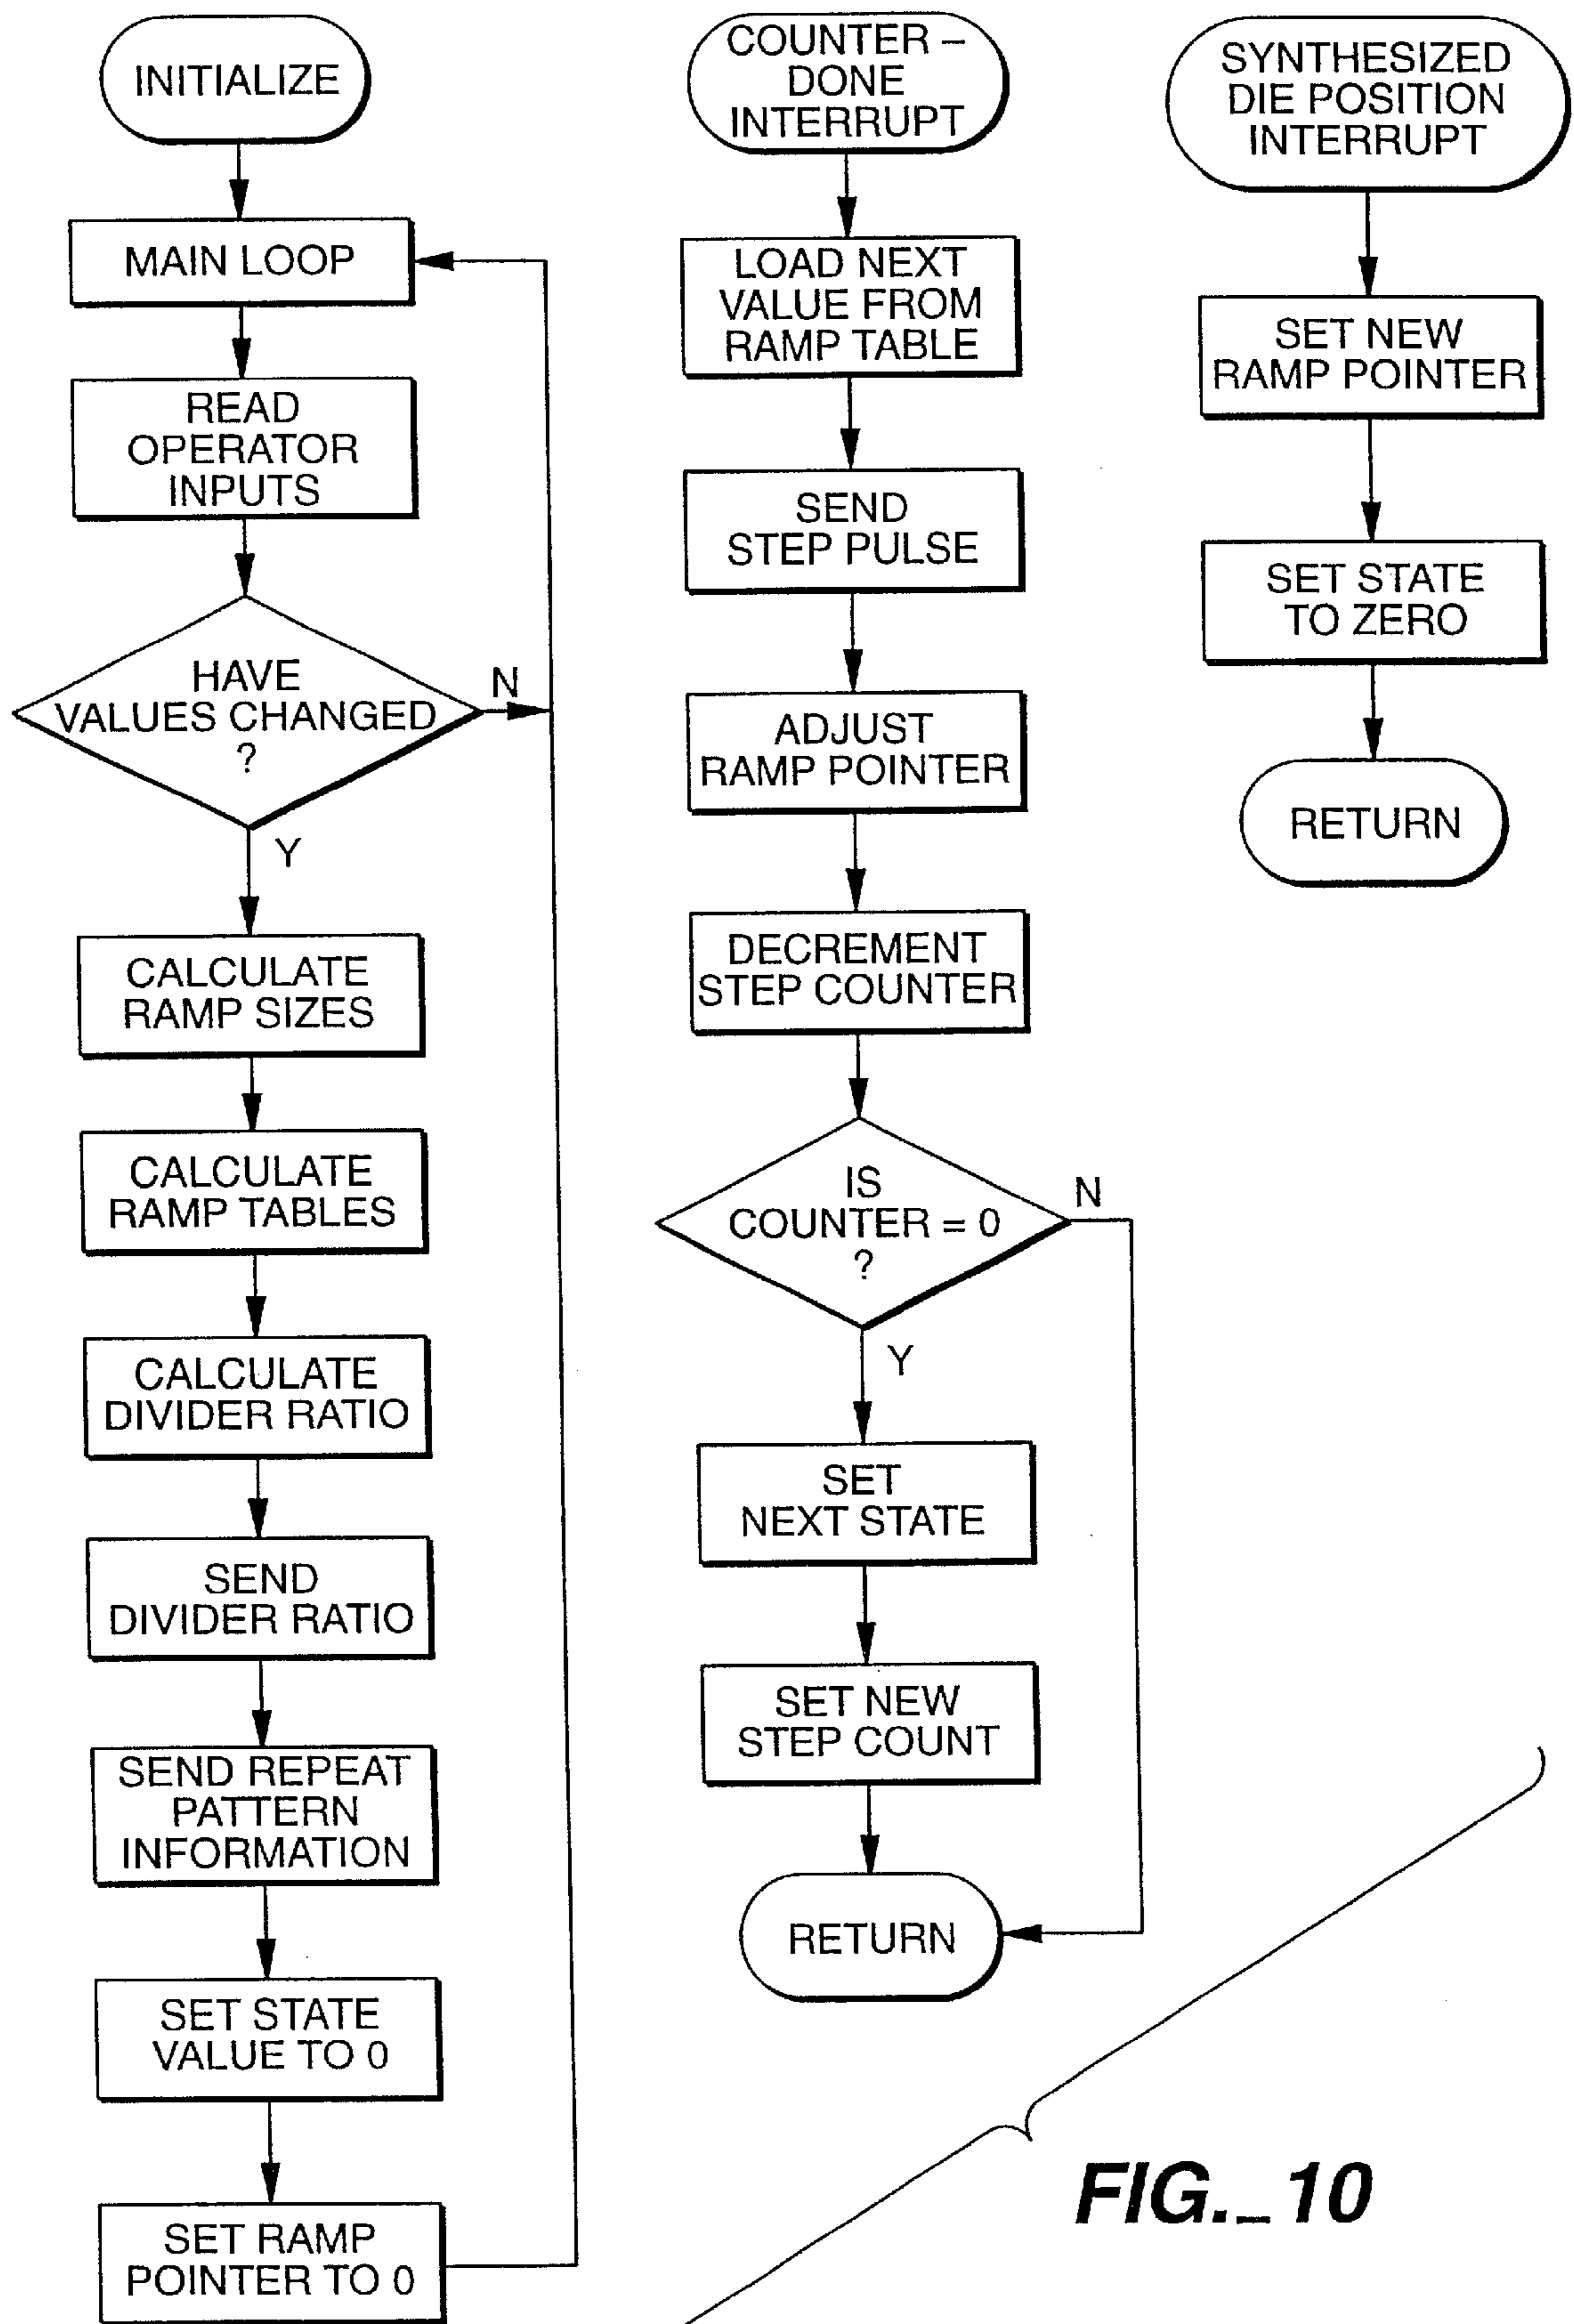 INITIALIZE
MAIN LOOP
READ
OPERATOR
INPUTS
HAVE
VALUES CHANGED
?
N
Y
CALCULATE
RAMP SIZES
CALCULATE
RAMP TABLES
CALCULATE
DIVIDER RATIO
SEND
DIVIDER RATIO
SEND REPEAT
PATTERN
INFORMATION
SET STATE
VALUE TO 0
SET RAMP
POINTER TO 0
COUNTER –
DONE
INTERRUPT
LOAD NEXT
VALUE FROM
RAMP TABLE
SEND
STEP PULSE
ADJUST
RAMP POINTER
DECREMENT
STEP COUNTER
IS
COUNTER = 0
?
N
Y
SET
NEXT STATE
SET NEW
STEP COUNT
RETURN
SYNTHESIZED
DIE POSITION
INTERRUPT
SET NEW
RAMP POINTER
SET STATE
TO ZERO
RETURN
FIG._10